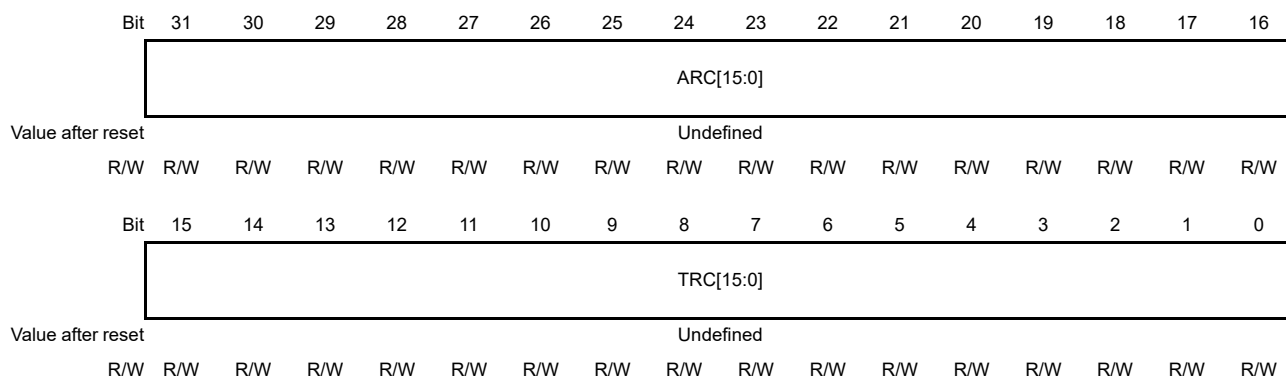 Bit 31 30 29 28 27 26 25 24 23 22 21 20 19 18 17 16
ARC[15:0]
Value after reset Undefined
R/W R/W R/W R/W R/W R/W R/W R/W R/W R/W R/W R/W R/W R/W R/W R/W R/W
Bit 15 14 13 12 11 10 9 8 7 6 5 4 3 2 1 0
TRC[15:0]
Value after reset Undefined
R/W R/W R/W R/W R/W R/W R/W R/W R/W R/W R/W R/W R/W R/W R/W R/W R/W